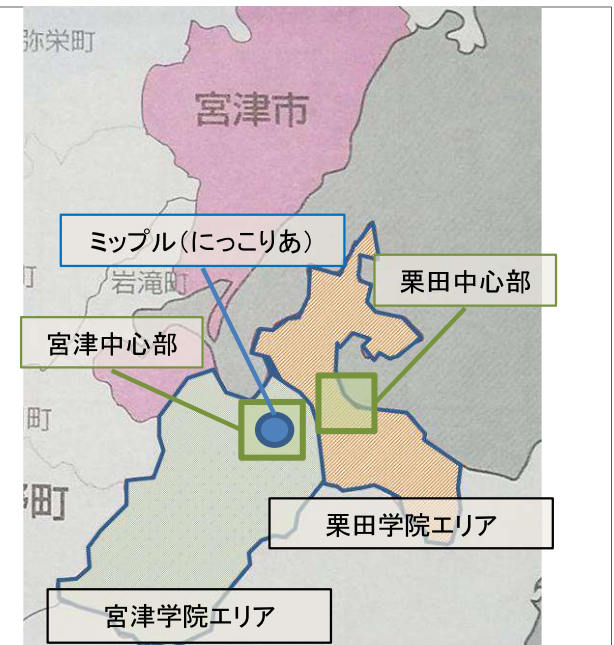 弥栄町
宮津市
ミップル（にっこりあ）
岩滝町
栗田中心部
町
宮津中心部
町
町
栗田学院エリア
宮津学院エリア